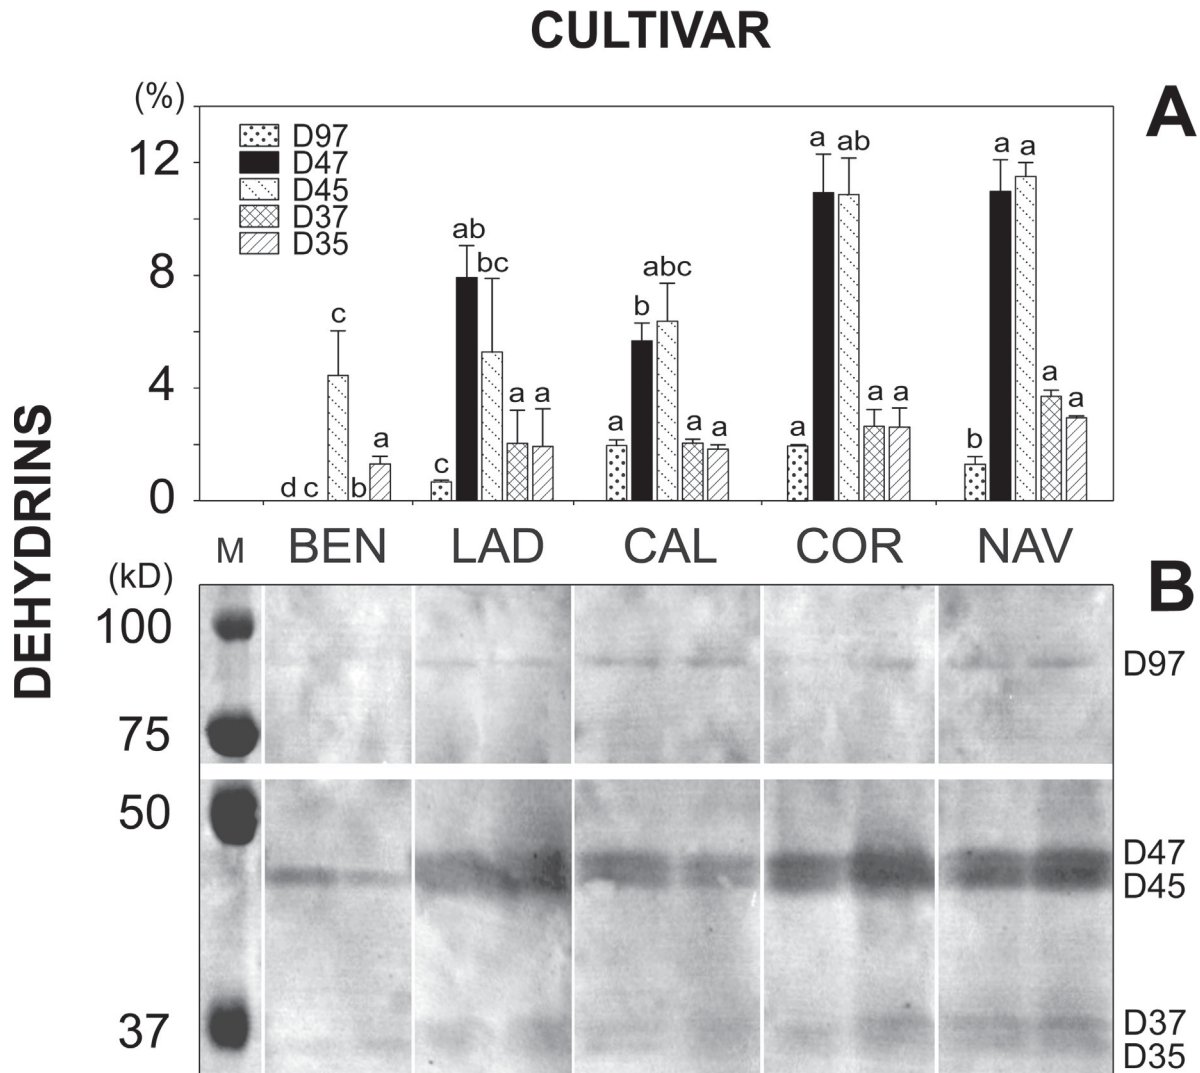 CULTIVAR
A
(%)
D97
D47
D45
D37
D35
12
8
4
0
d c c b a
c ab bc a a
a b abc a a
a a ab a a
b a a a a
DEHYDRINS
M BEN LAD CAL COR NAV
(kD)
B
100
75
50
37
D97
D47
D45
D37
D35